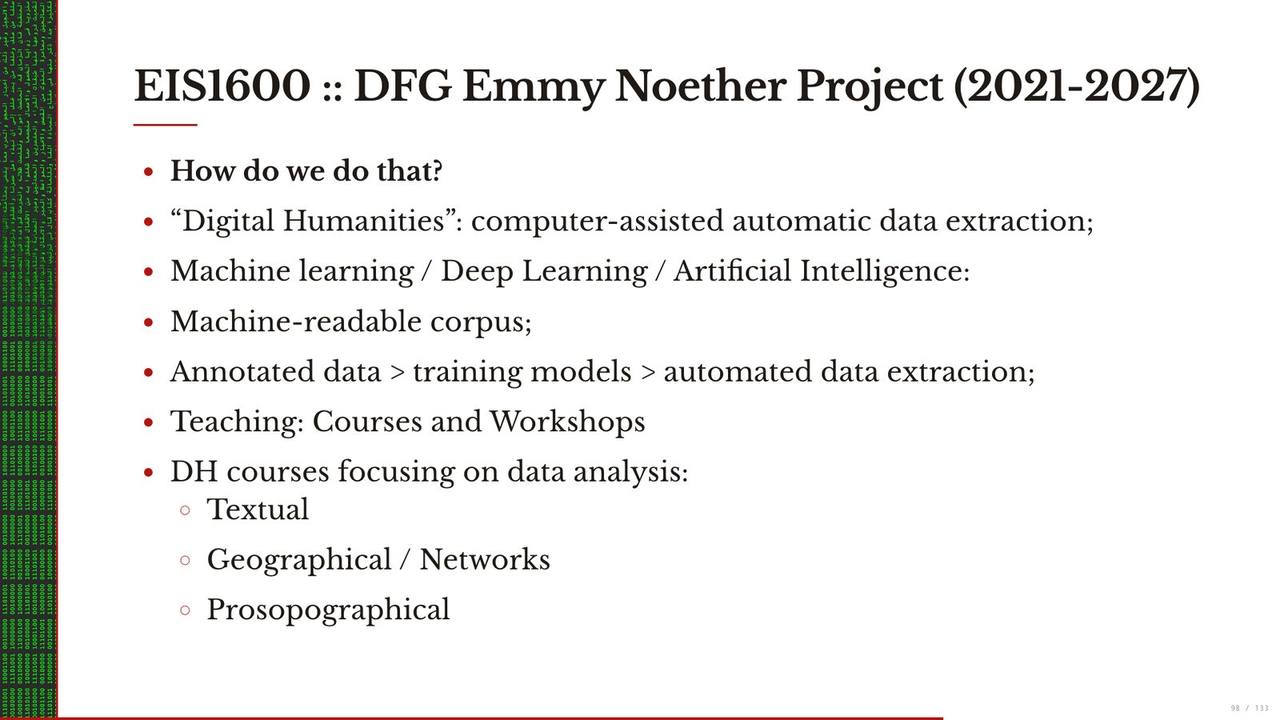 EIS1600 :: DFG Emmy Noether Project (2021-2027)
• How do we do that?
• “Digital Humanities”: computer-assisted automatic data extraction;
• Machine learning / Deep Learning / Artificial Intelligence:
• Machine-readable corpus;
• Annotated data > training models > automated data extraction;
• Teaching: Courses and Workshops
• DH courses focusing on data analysis:
○ Textual
○ Geographical / Networks
○ Prosopographical
98 / 133